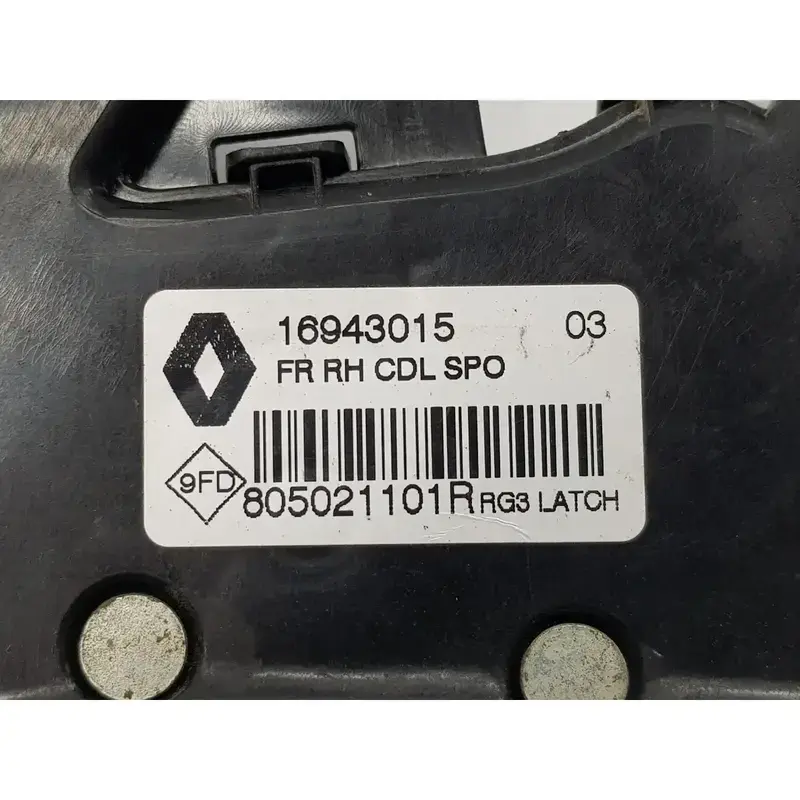 16943015 03
FR RH CDL SPO
9FD
805021101R RG3 LATCH